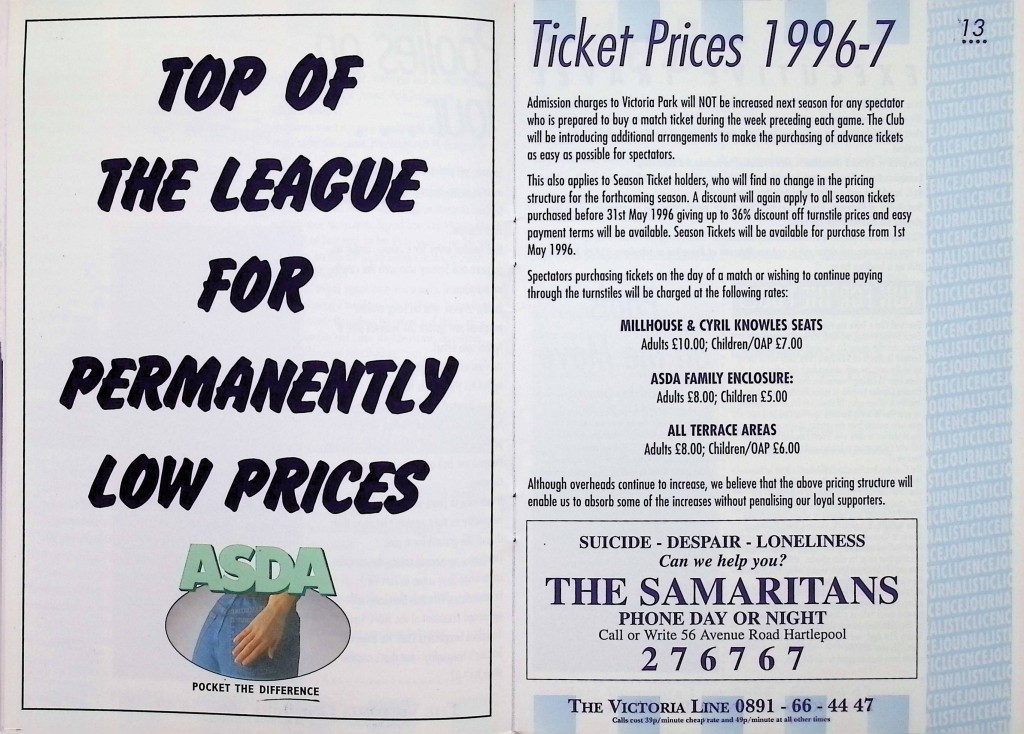 TOP OF
THE LEAGUE
FOR
PERMANENTLY
LOW PRICES
ASDA
POCKET THE DIFFERENCE
Ticket Prices 1996-7
13
Admission charges to Victoria Park will NOT be increased next season for any spectator
who is prepared to buy a match ticket during the week preceding each game. The Club
will be introducing additional arrangements to make the purchasing of advance tickets
as easy as possible for spectators.
This also applies to Season Ticket holders, who will find no change in the pricing
structure for the forthcoming season. A discount will again apply to all season tickets
purchased before 31st May 1996 giving up to 36% discount off turnstile prices and easy
payment terms will be available. Season Tickets will be available for purchase from 1st
May 1996.
Spectators purchasing tickets on the day of a match or wishing to continue paying
through the turnstiles will be charged at the following rates:
MILLHOUSE & CYRIL KNOWLES SEATS
Adults £10.00; Children/OAP £7.00
ASDA FAMILY ENCLOSURE:
Adults £8.00; Children £5.00
ALL TERRACE AREAS
Adults £8.00; Children/OAP £6.00
Although overheads continue to increase, we believe that the above pricing structure will
enable us to absorb some of the increases without penalising our loyal supporters.
SUICIDE - DESPAIR - LONELINESS
Can we help you?
THE SAMARITANS
PHONE DAY OR NIGHT
Call or Write 56 Avenue Road Hartlepool
276767
THE VICTORIA LINE 0891 - 66 - 44 47
Calls cost 39p/minute cheap rate and 49p/minute at all other times